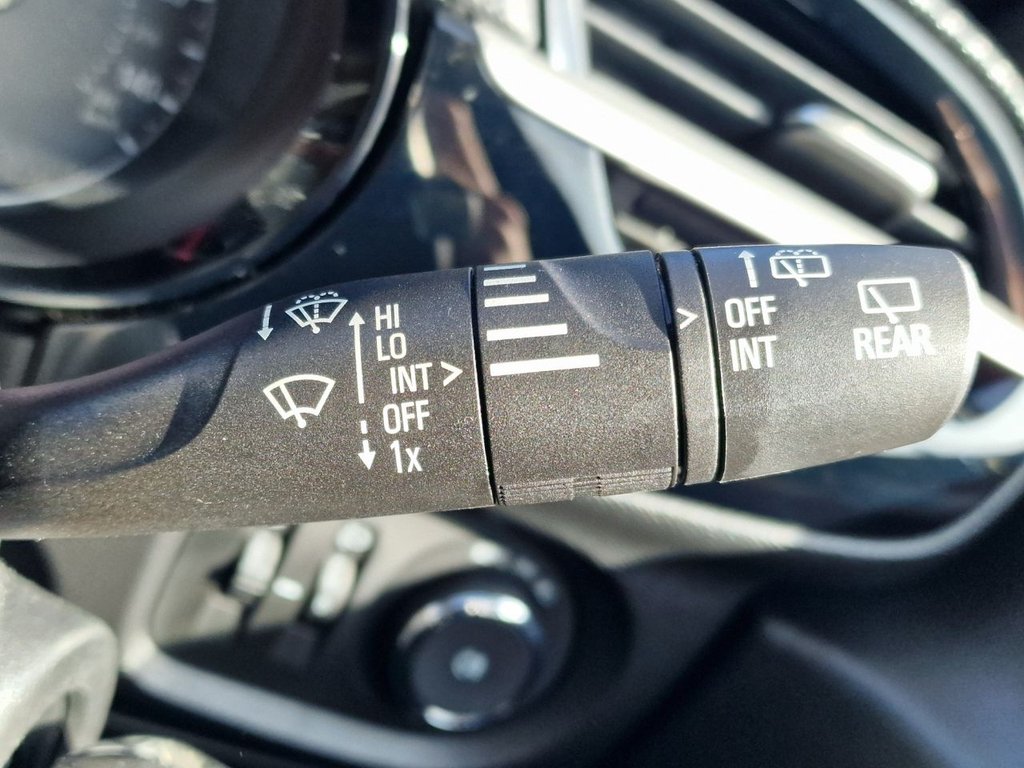 HI
LO
INT >
OFF
1x
>
OFF
INT
REAR